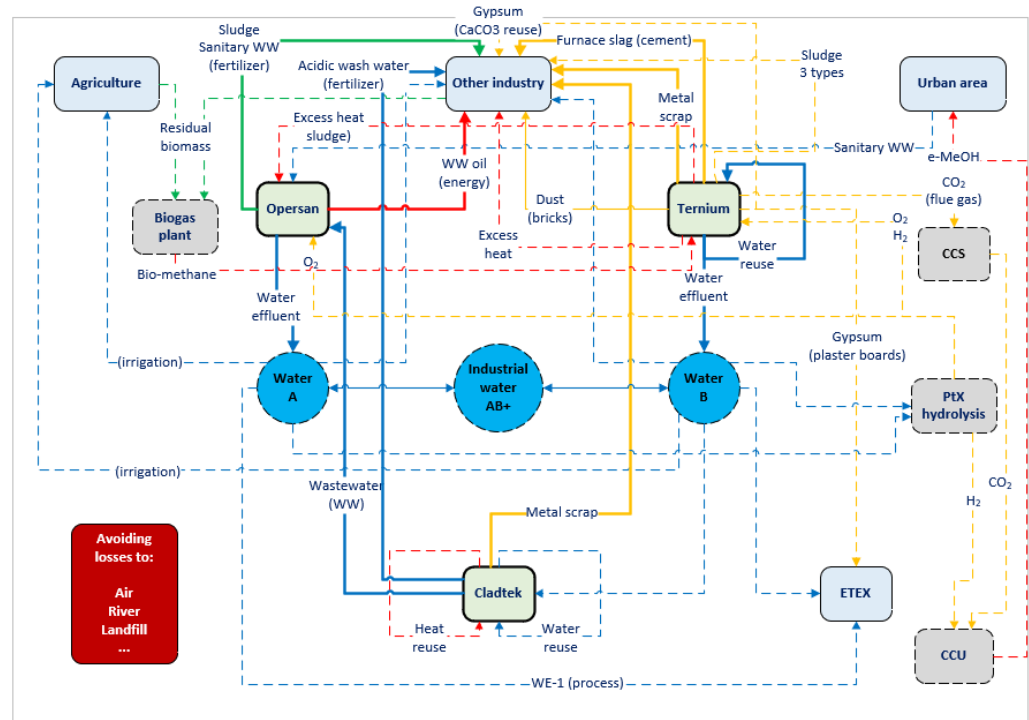 Gypsum
(CaCO3 reuse)
Sludge
Sanitary WW
(fertilizer)
Furnace slag (cement)
Sludge
3 types
Acidic wash water
(fertilizer)
Agriculture
Other industry
Urban area
Metal
scrap
Residual
biomass
Excess heat
sludge)
Sanitary WW
e-MeOH
WW oil
(energy)
CO2
(flue gas)
Biogas
plant
Opersan
Dust
(bricks)
Ternium
O2
H2
Excess
heat
Water
reuse
CCS
Bio-methane
O2
Water
effluent
Water
effluent
Gypsum
(plaster boards)
(irrigation)
Water
A
Industrial
water
AB+
Water
B
PtX
hydrolysis
(irrigation)
Wastewater
(WW)
CO2
H2
Metal scrap
Avoiding
losses to:
Air
River
Landfill
...
Cladtek
ETEX
Heat
reuse
Water
reuse
CCU
WE-1 (process)